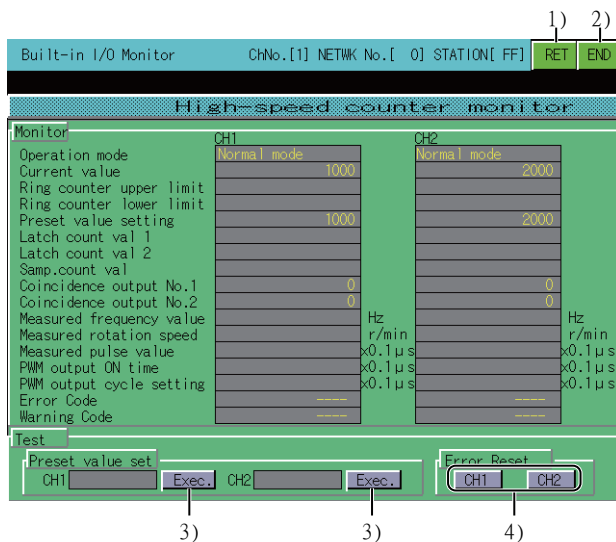 1) 2)
Built-in I/O Monitor ChNo.[1] NETWK No.[ 0] STATION[ FF] RET END
High-speed counter monitor
Monitor
CH1 CH2
Operation mode Normal mode Normal mode
Current value 1000 2000
Ring counter upper limit
Ring counter lower limit
Preset value setting 1000 2000
Latch count val 1
Latch count val 2
Samp.count val
Coincidence output No.1 0 0
Coincidence output No.2 0 0
Measured frequency value Hz Hz
Measured rotation speed r/min r/min
Measured pulse value x0.1μs x0.1μs
PWM output ON time x0.1μs x0.1μs
PWM output cycle setting x0.1μs x0.1μs
Error Code ---- ----
Warning Code ---- ----
Test
Preset value set Error Reset
CH1 Exec. CH2 Exec. CH1 CH2
3) 3) 4)